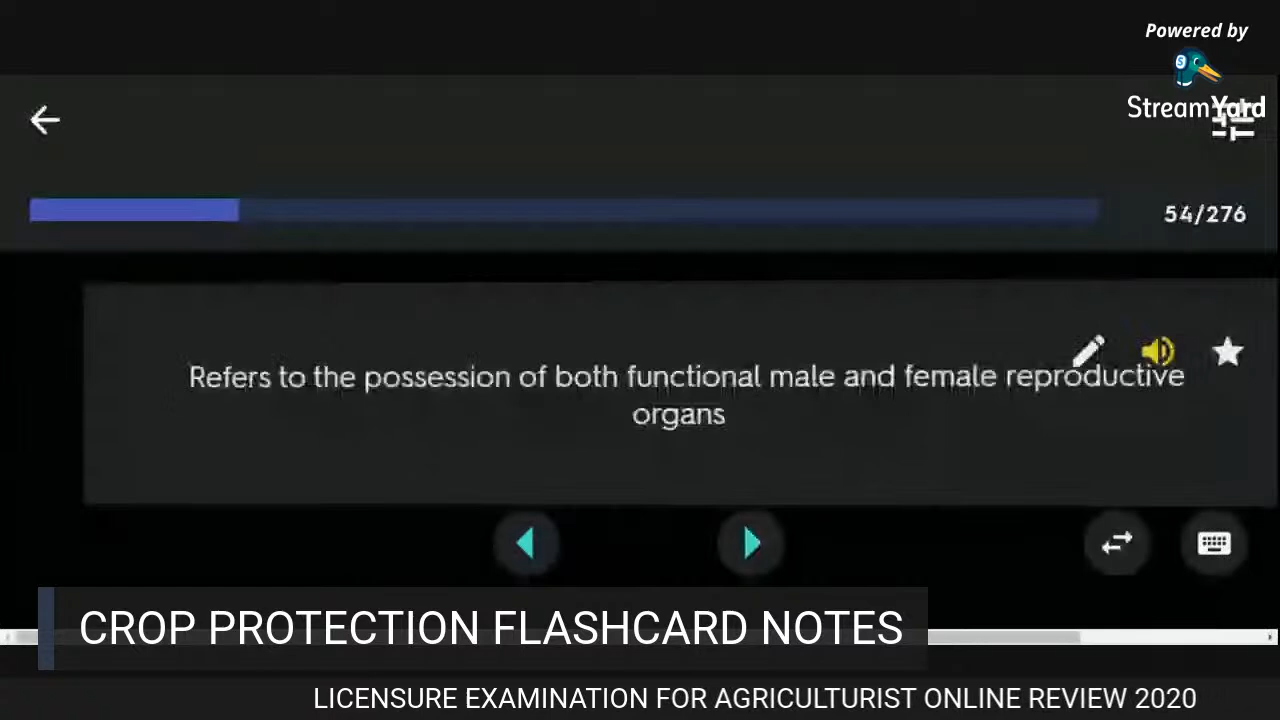 Powered by
StreamYard
54/276
Refers to the possession of both functional male and female reproductive
organs
CROP PROTECTION FLASHCARD NOTES
LICENSURE EXAMINATION FOR AGRICULTURIST ONLINE REVIEW 2020